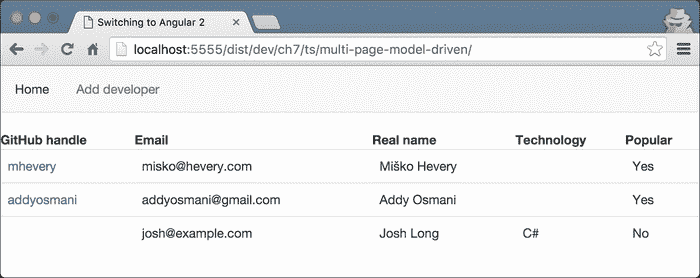 Switching to Angular 2
localhost:5555/dist/dev/ch7/ts/multi-page-model-driven/
Home Add developer
GitHub handle Email Real name Technology Popular
mhevery misko@hevery.com Miško Hevery Yes
addyosmani addyosmani@gmail.com Addy Osmani Yes
josh@example.com Josh Long C# No